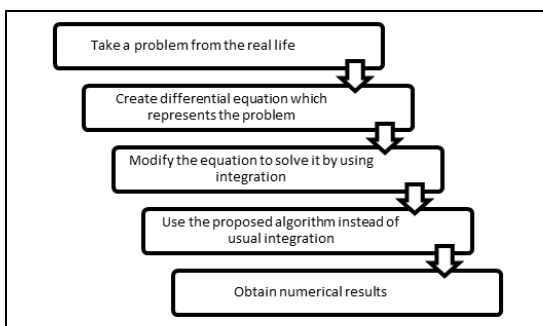 Take a problem from the real life
Create differential equation which
represents the problem
Modify the equation to solve it by using
integration
Use the proposed algorithm instead of
usual integration
Obtain numerical results